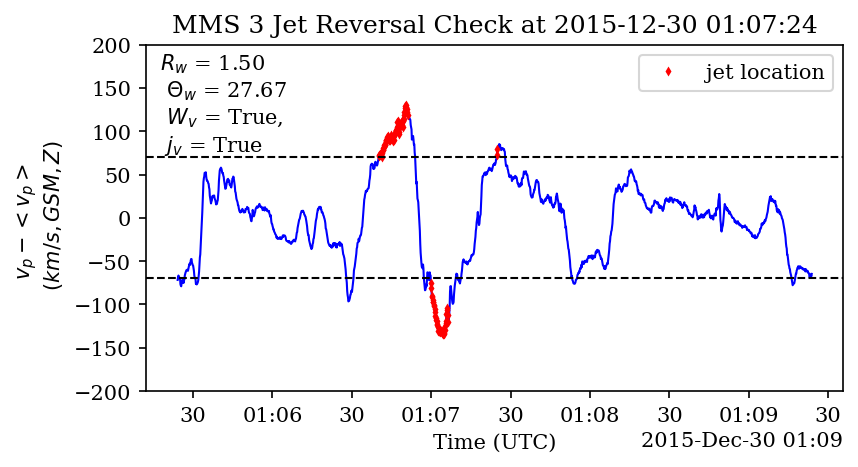 MMS 3 Jet Reversal Check at 2015-12-30 01:07:24
200
150
100
50
0
−50
−100
−150
−200
v_p − < v_p >
(km/s, GSM, Z)
R_w = 1.50
Θ_w = 27.67
W_v = True,
j_v = True
jet location
30 01:06 30 01:07 30 01:08 30 01:09 30
Time (UTC)
2015-Dec-30 01:09